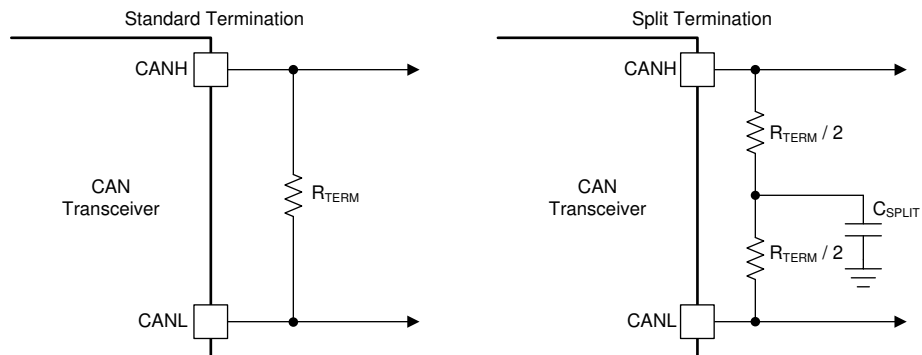 Standard Termination
CANH
CAN
Transceiver
R_TERM
CANL
Split Termination
CANH
R_TERM / 2
CAN
Transceiver
C_SPLIT
R_TERM / 2
CANL